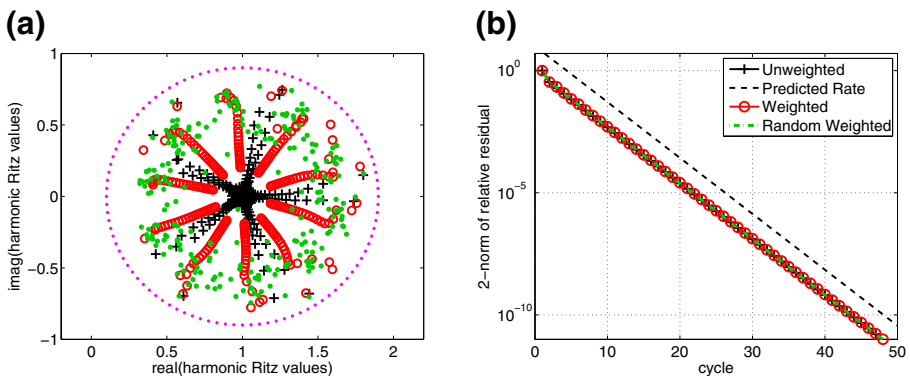 (a)
1
0.5
0
−0.5
−1
imag(harmonic Ritz values)
0
0.5
1
1.5
2
real(harmonic Ritz values)
(b)
10^0
10^−5
10^−10
2−norm of relative residual
Unweighted
Predicted Rate
Weighted
Random Weighted
0
10
20
30
40
50
cycle